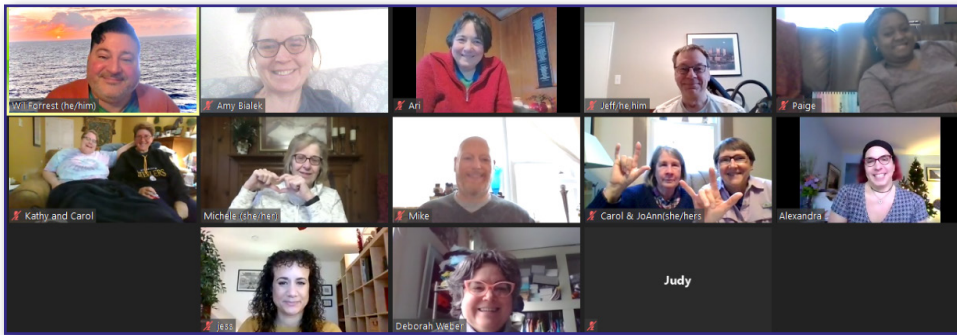 Wil Forrest (he/him)
Amy Bialek
Ari
Jeff/he him
Paige
Kathy and Carol
Michele (she/her)
Mike
Carol & JoAnn(she/hers
Alexandra
Jess
Deborah Weber
Judy